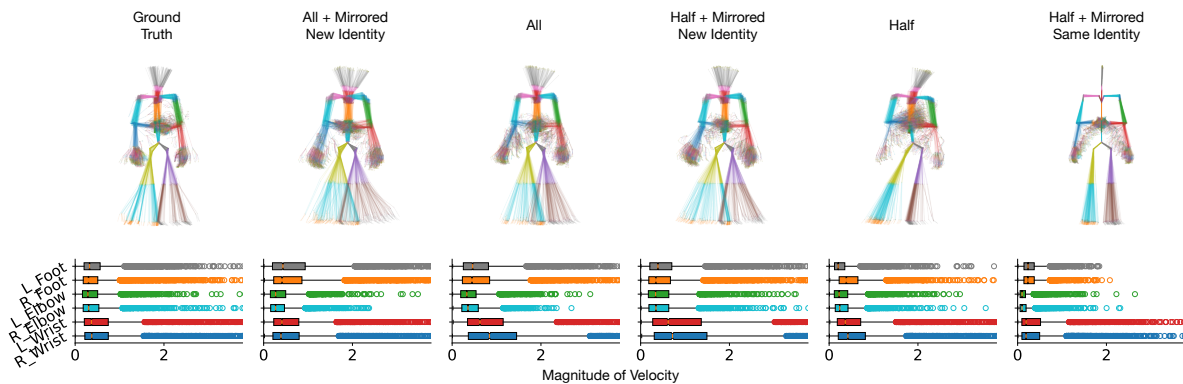 Ground
Truth
All + Mirrored
New Identity
All
Half + Mirrored
New Identity
Half
Half + Mirrored
Same Identity
L_Foot
R_Foot
L_Elbow
R_Elbow
L_Wrist
R_Wrist
0 2
0 2
0 2
0 2
0 2
0 2
Magnitude of Velocity